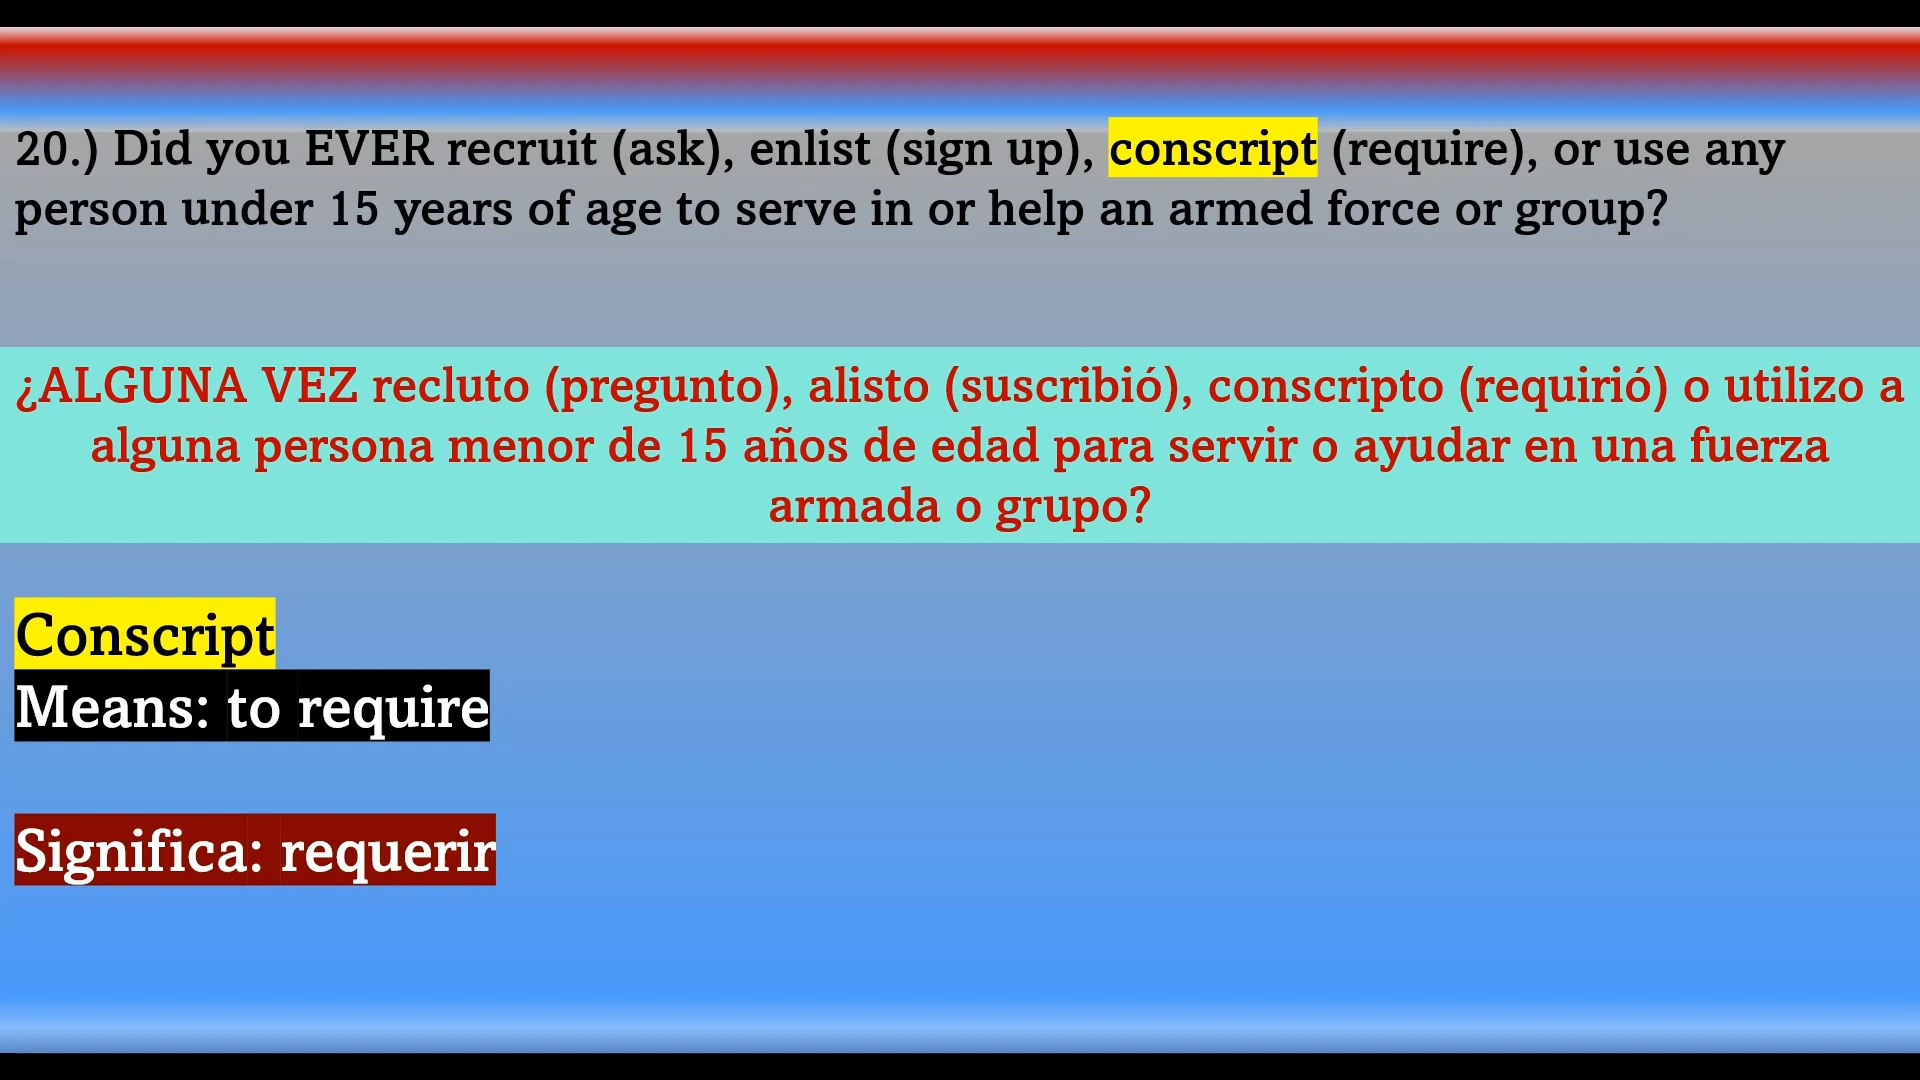 20.) Did you EVER recruit (ask), enlist (sign up), conscript (require), or use any
person under 15 years of age to serve in or help an armed force or group?
¿ALGUNA VEZ recluto (pregunto), alisto (suscribió), conscripto (requirió) o utilizo a
alguna persona menor de 15 años de edad para servir o ayudar en una fuerza
armada o grupo?
Conscript
Means: to require
Significa: requerir